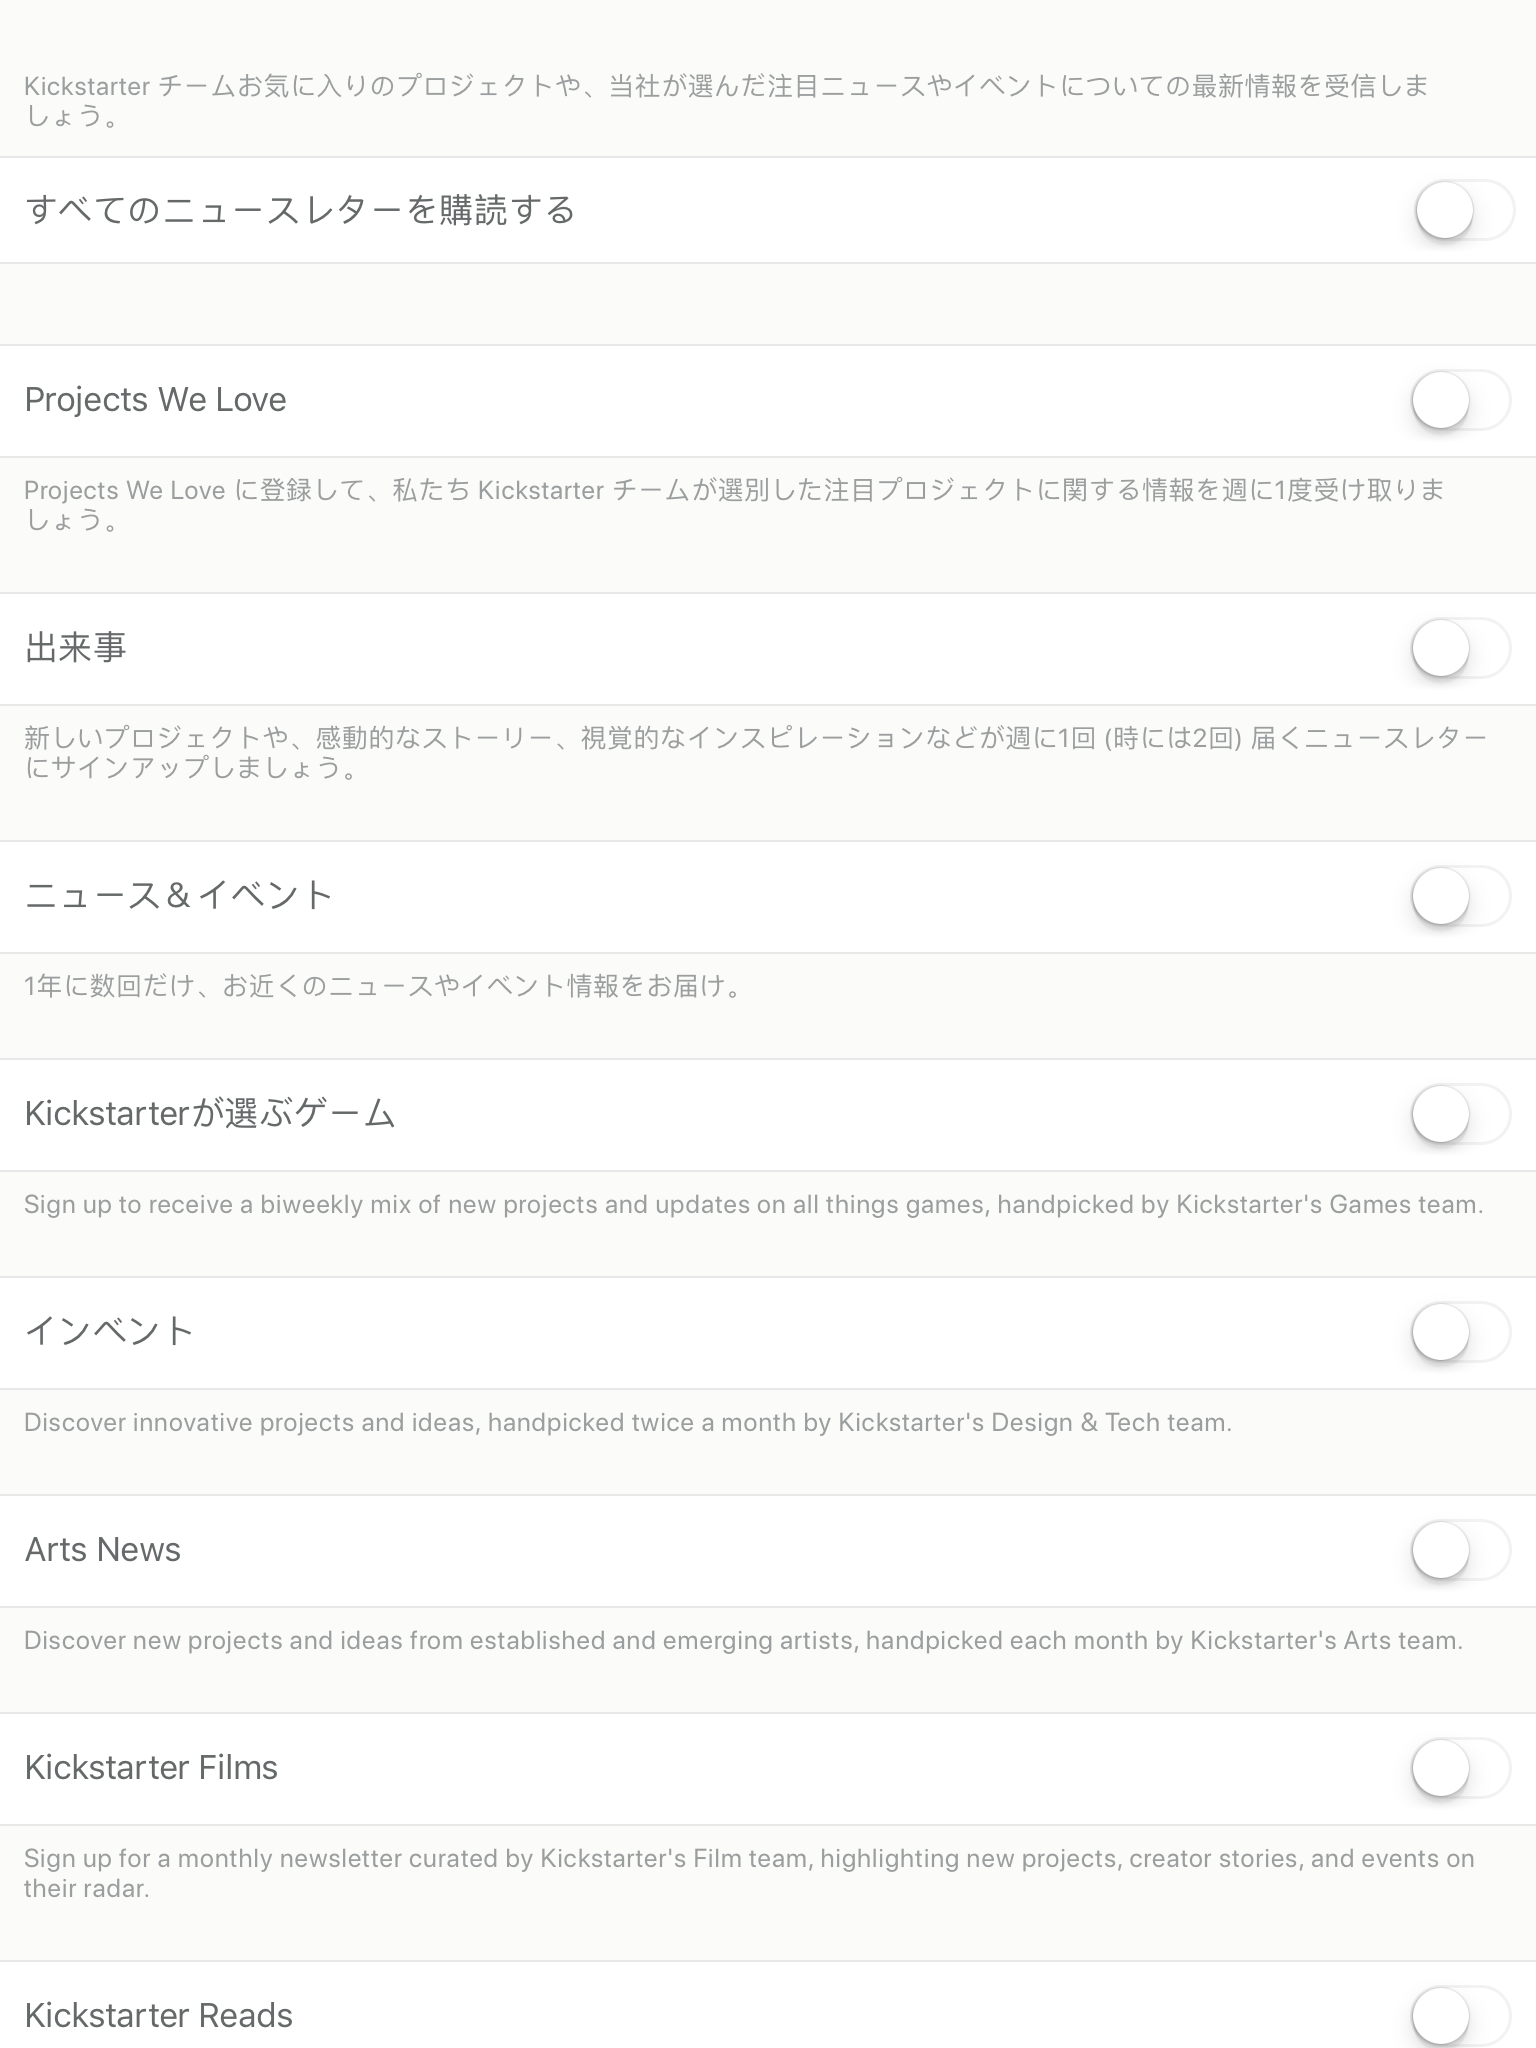 Kickstarter チームお気に入りのプロジェクトや、当社が選んだ注目ニュースやイベントについての最新情報を受信しま
しょう。
すべてのニュースレターを購読する
Projects We Love
Projects We Love に登録して、私たち Kickstarter チームが選別した注目プロジェクトに関する情報を週に1度受け取りま
しょう。
出来事
新しいプロジェクトや、感動的なストーリー、視覚的なインスピレーションなどが週に1回 (時には2回) 届くニュースレター
にサインアップしましょう。
ニュース＆イベント
1年に数回だけ、お近くのニュースやイベント情報をお届け。
Kickstarterが選ぶゲーム
Sign up to receive a biweekly mix of new projects and updates on all things games, handpicked by Kickstarter's Games team.
インベント
Discover innovative projects and ideas, handpicked twice a month by Kickstarter's Design & Tech team.
Arts News
Discover new projects and ideas from established and emerging artists, handpicked each month by Kickstarter's Arts team.
Kickstarter Films
Sign up for a monthly newsletter curated by Kickstarter's Film team, highlighting new projects, creator stories, and events on
their radar.
Kickstarter Reads